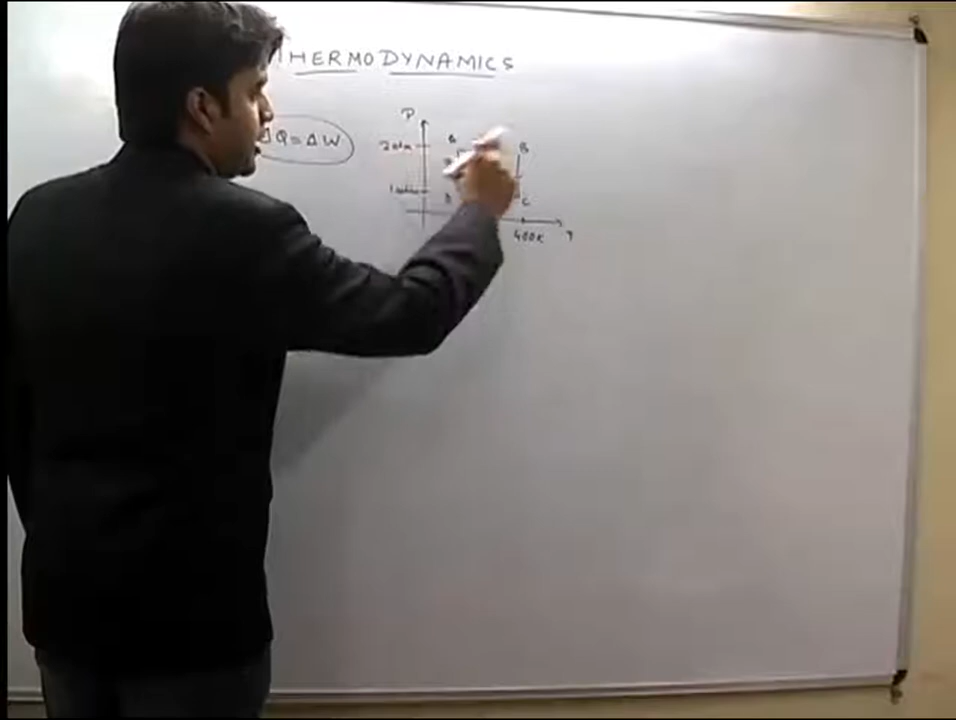 THERMODYNAMICS
ΔQ = ΔW
P
2atm
B
1atm
C
400K
T